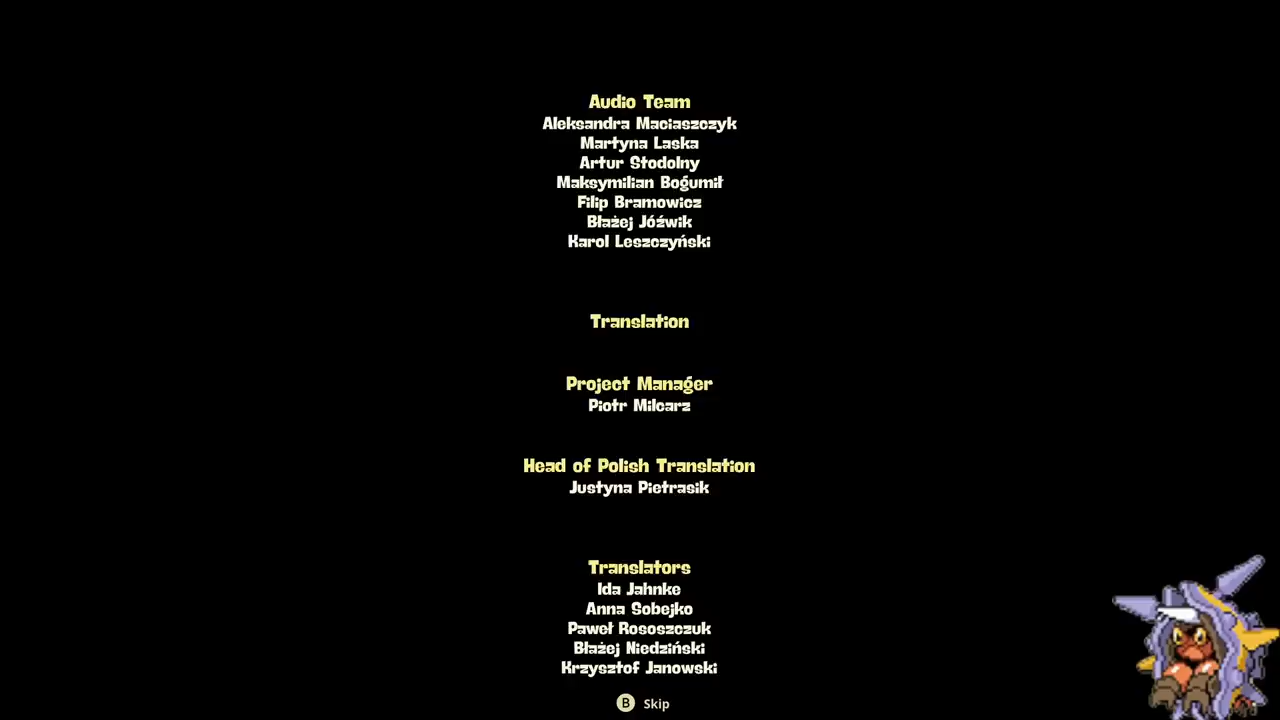 Audio Team
Aleksandra Maciaszczyk
Martyna Laska
Artur Stodolny
Maksymilian Bogumił
Filip Bramowicz
Błażej Jóźwik
Karol Leszczyński
Translation
Project Manager
Piotr Milcarz
Head of Polish Translation
Justyna Pietrasik
Translators
Ida Jahnke
Anna Sobejko
Paweł Rososzczuk
Błażej Niedziński
Krzysztof Janowski
B Skip